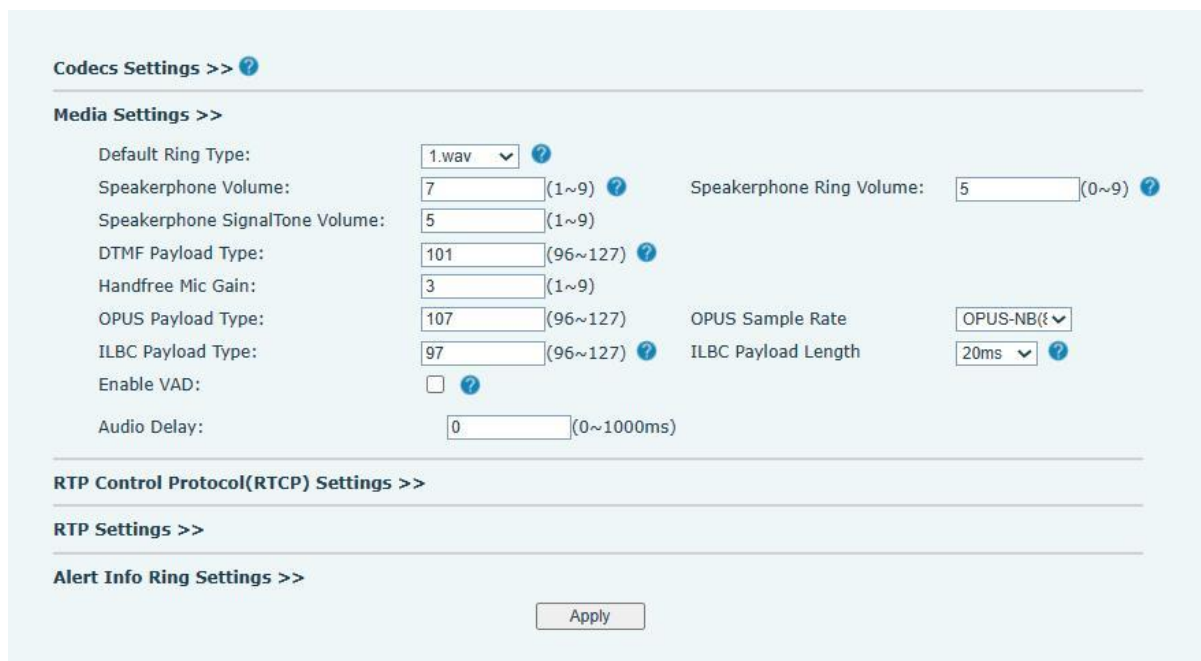 Codecs Settings >> ?
Media Settings >>
Default Ring Type: 1.wav ?
Speakerphone Volume: 7 (1~9) ? Speakerphone Ring Volume: 5 (0~9) ?
Speakerphone SignalTone Volume: 5 (1~9)
DTMF Payload Type: 101 (96~127) ?
Handfree Mic Gain: 3 (1~9)
OPUS Payload Type: 107 (96~127) OPUS Sample Rate OPUS-NB(
ILBC Payload Type: 97 (96~127) ? ILBC Payload Length 20ms ?
Enable VAD: ?
Audio Delay: 0 (0~1000ms)
RTP Control Protocol(RTCP) Settings >>
RTP Settings >>
Alert Info Ring Settings >>
Apply